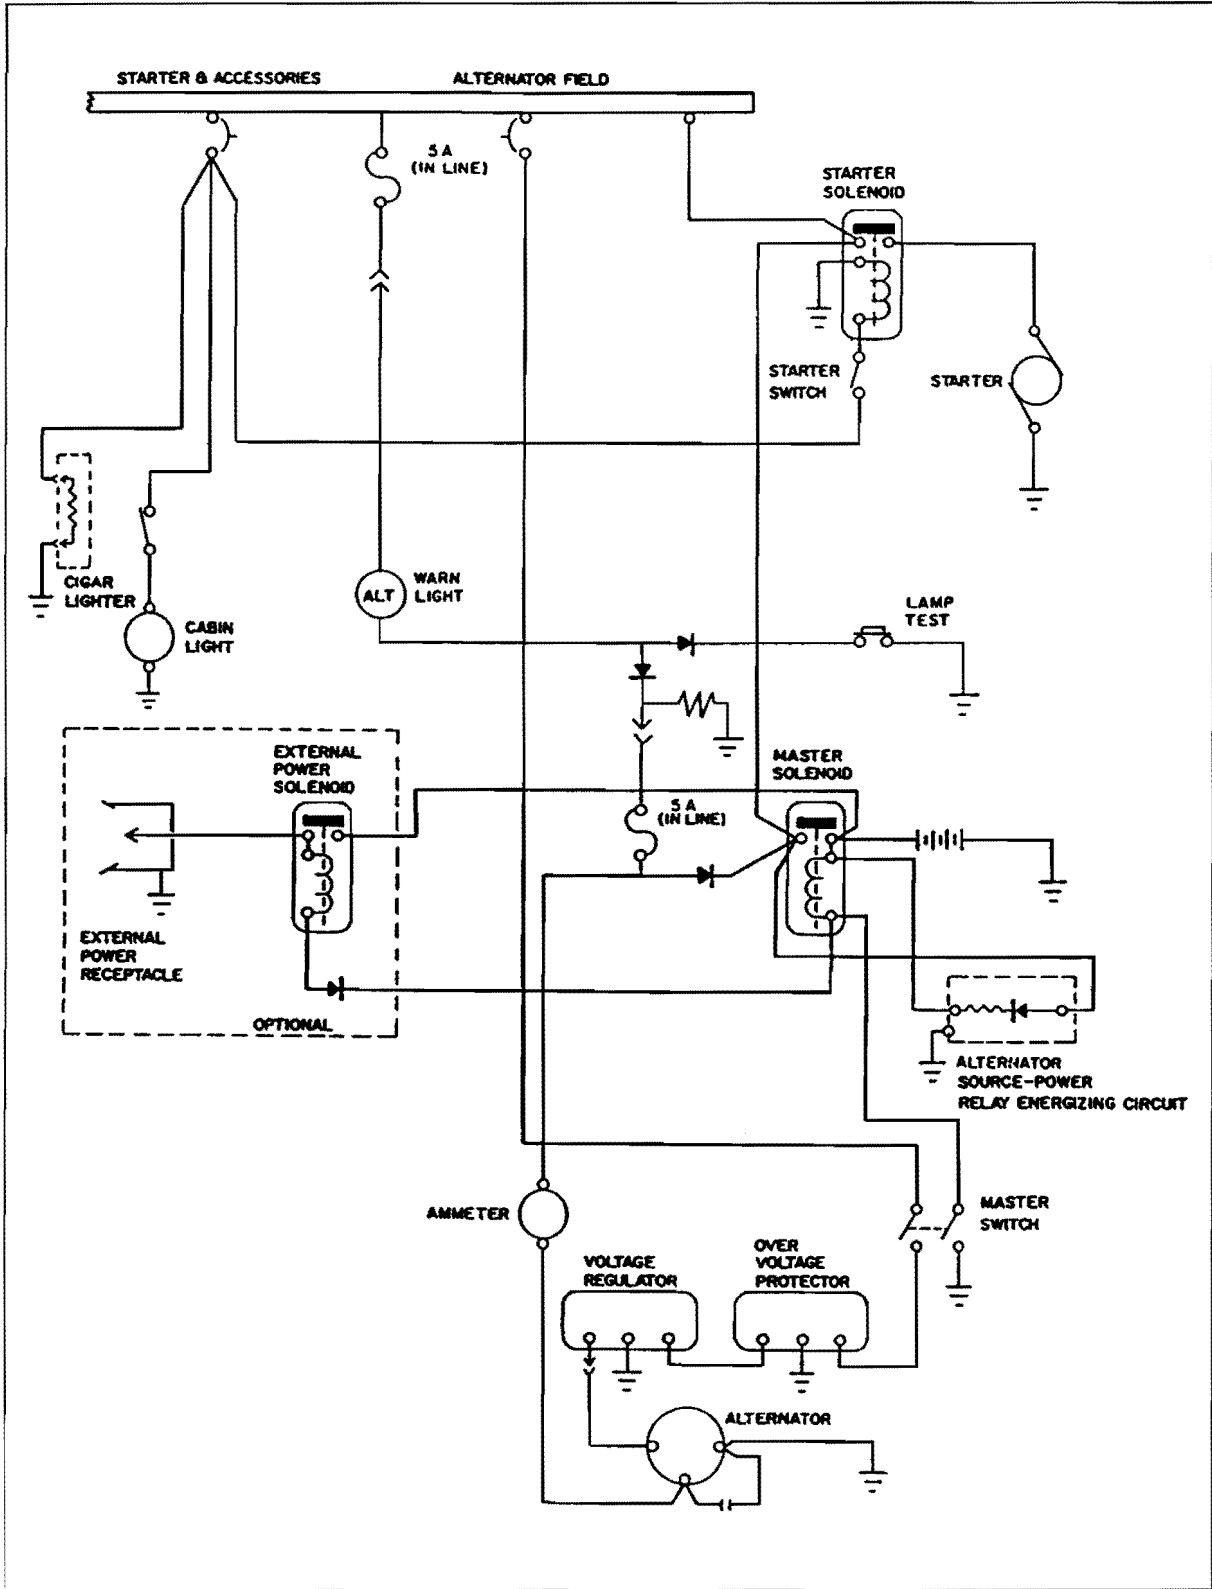 STARTER & ACCESSORIES
ALTERNATOR FIELD
5 A
(IN LINE)
STARTER
SOLENOID
STARTER
SWITCH
STARTER
CIGAR
LIGHTER
CABIN
LIGHT
ALT
WARN
LIGHT
LAMP
TEST
EXTERNAL
POWER
SOLENOID
MASTER
SOLENOID
5 A
(IN LINE)
EXTERNAL
POWER
RECEPTACLE
OPTIONAL
ALTERNATOR
SOURCE-POWER
RELAY ENERGIZING CIRCUIT
AMMETER
MASTER
SWITCH
VOLTAGE
REGULATOR
OVER
VOLTAGE
PROTECTOR
ALTERNATOR